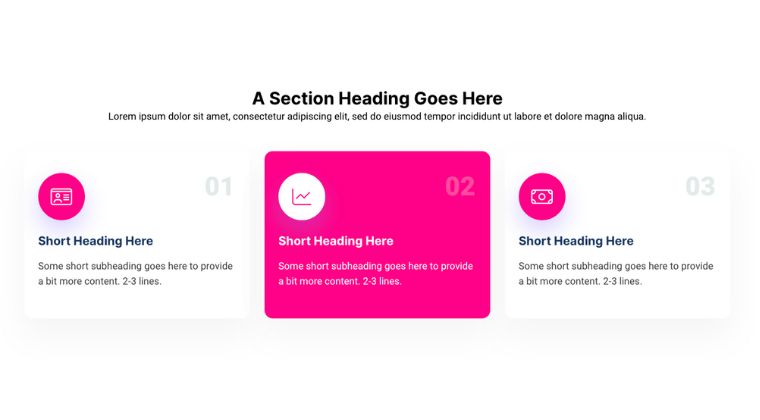 A Section Heading Goes Here
Lorem ipsum dolor sit amet, consectetur adipiscing elit, sed do eiusmod tempor incididunt ut labore et dolore magna aliqua.
01
Short Heading Here
Some short subheading goes here to provide
a bit more content. 2-3 lines.
02
Short Heading Here
Some short subheading goes here to provide
a bit more content. 2-3 lines.
03
Short Heading Here
Some short subheading goes here to provide
a bit more content. 2-3 lines.